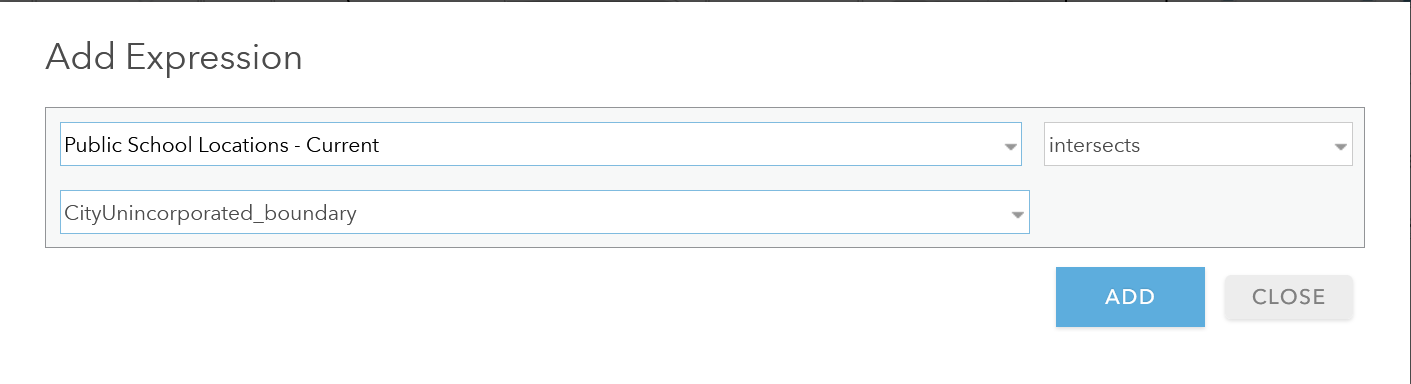 Add Expression
Public School Locations - Current intersects
CityUnincorporated_boundary
ADD CLOSE